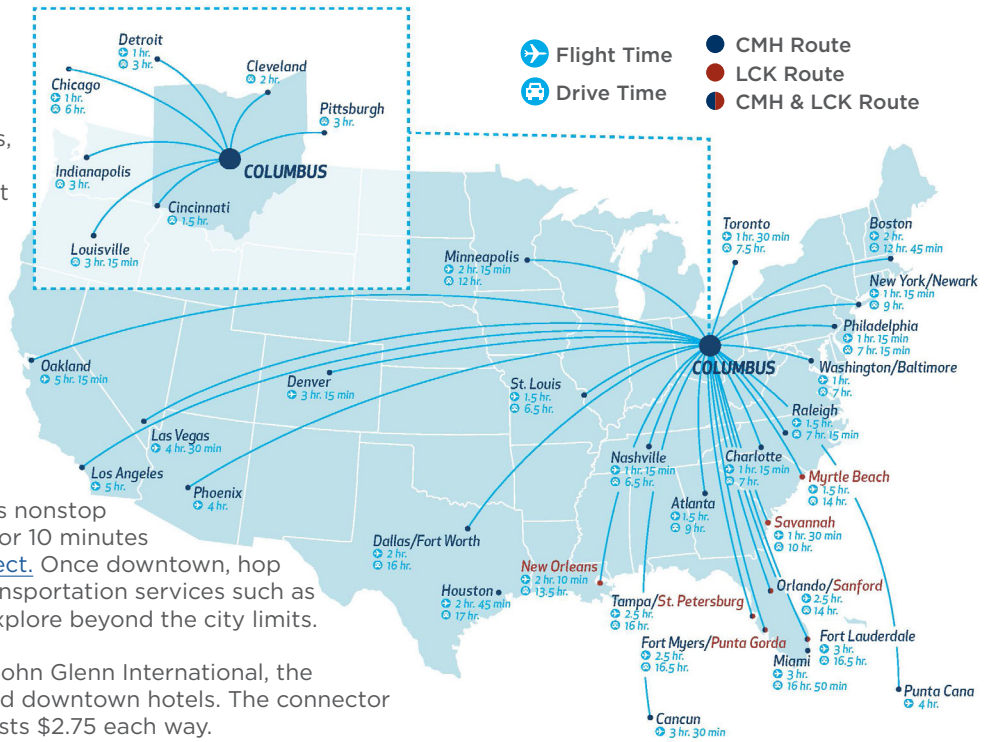 Detroit
1 hr.
3 hr.
Cleveland
2 hr.
Chicago
1 hr.
6 hr.
Pittsburgh
3 hr.
COLUMBUS
Indianapolis
3 hr.
Cincinnati
1.5 hr.
Louisville
3 hr. 15 min
Flight Time
Drive Time
CMH Route
LCK Route
CMH & LCK Route
s,
t
Minneapolis
2 hr. 15 min
12 hr.
Toronto
1 hr. 30 min
7.5 hr.
Boston
2 hr.
12 hr. 45 min
New York/Newark
1 hr. 15 min
9 hr.
Philadelphia
1 hr. 15 min
7 hr. 15 min
Washington/Baltimore
1 hr.
7 hr.
COLUMBUS
Oakland
5 hr. 15 min
Denver
3 hr. 15 min
St. Louis
1.5 hr.
6.5 hr.
Raleigh
1.5 hr.
7 hr. 15 min
Las Vegas
4 hr. 30 min
Los Angeles
5 hr.
Phoenix
4 hr.
Nashville
1 hr. 15 min
6.5 hr.
Charlotte
1 hr. 15 min
7 hr.
Myrtle Beach
1.5 hr.
14 hr.
Atlanta
1.5 hr.
9 hr.
Savannah
1 hr. 30 min
10 hr.
Dallas/Fort Worth
2 hr.
16 hr.
New Orleans
2 hr. 10 min
13.5 hr.
Houston
2 hr. 45 min
17 hr.
Orlando/Sanford
2.5 hr.
14 hr.
Tampa/St. Petersburg
2.5 hr.
16 hr.
Fort Myers/Punta Gorda
2.5 hr.
16.5 hr.
Fort Lauderdale
3 hr.
16.5 hr.
Miami
3 hr.
16 hr. 50 min
Punta Cana
4 hr.
Cancun
3 hr. 30 min
s nonstop
or 10 minutes
ect. Once downtown, hop
nsportation services such as
xplore beyond the city limits.
ohn Glenn International, the
d downtown hotels. The connector
sts $2.75 each way.